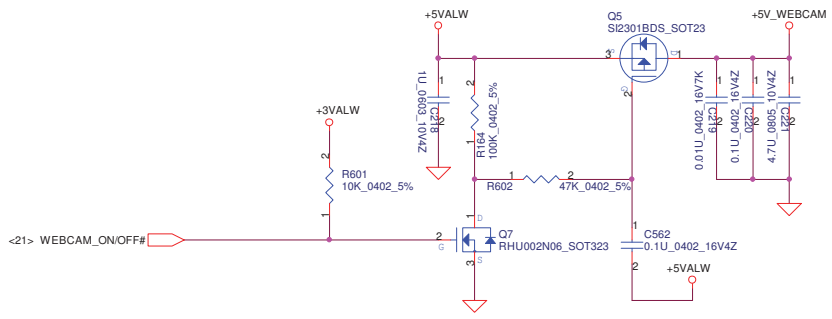 Q5
SI2301BDS_SOT23
+5VALW
+5V_WEBCAM
S
D
3
1
G
2
1
2
1U_0603_10V4Z
C218
2
1
R164
100K_0402_5%
1
2
0.01U_0402_16V7K
C219
1
2
0.1U_0402_16V4Z
C220
1
2
4.7U_0805_10V4Z
C221
+3VALW
2
1
R601
10K_0402_5%
1
2
R602
47K_0402_5%
<21> WEBCAM_ON/OFF#
1
D
2
G
3
S
Q7
RHU002N06_SOT323
1
2
C562
0.1U_0402_16V4Z
+5VALW